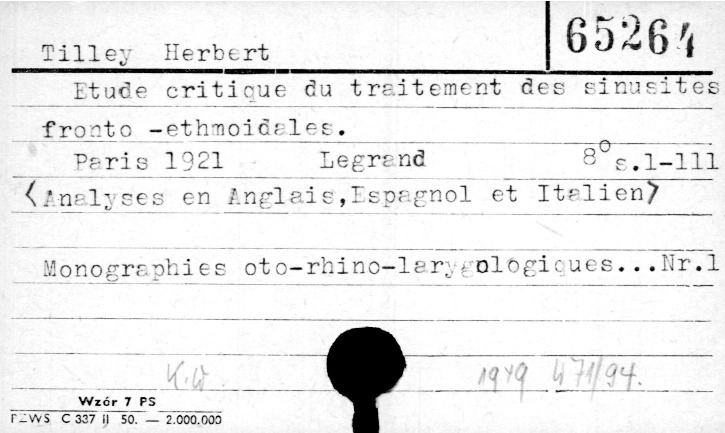 65264
Tilley Herbert
Etude critique du traitement des sinusites
fronto -ethmoidales.
Paris 1921 Legrand 8° s.1-111
<Analyses en Anglais,Espagnol et Italien>
Monographies oto-rhino-larygologiques...Nr.1
K.W. 1949 471/94.
Wzór 7 PS
PZWS C 337 II 50. — 2.000.000